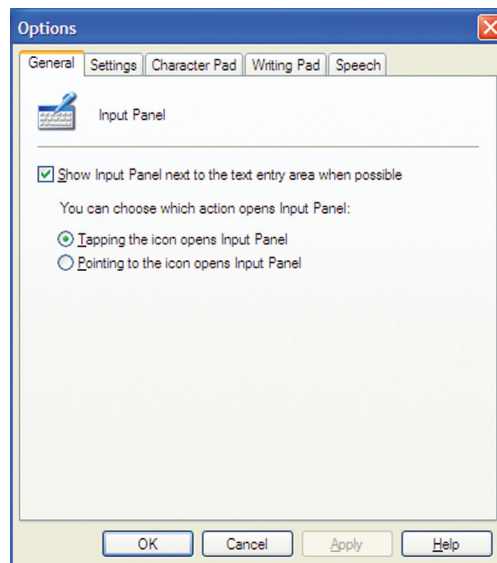 Options
General Settings Character Pad Writing Pad Speech
Input Panel
Show Input Panel next to the text entry area when possible
You can choose which action opens Input Panel:
Tapping the icon opens Input Panel
Pointing to the icon opens Input Panel
OK Cancel Apply Help